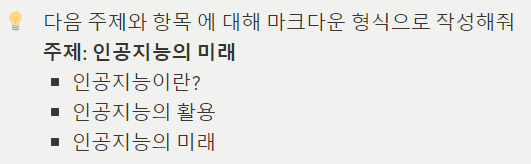 다음 주제와 항목 에 대해 마크다운 형식으로 작성해줘
주제: 인공지능의 미래
▪ 인공지능이란?
▪ 인공지능의 활용
▪ 인공지능의 미래